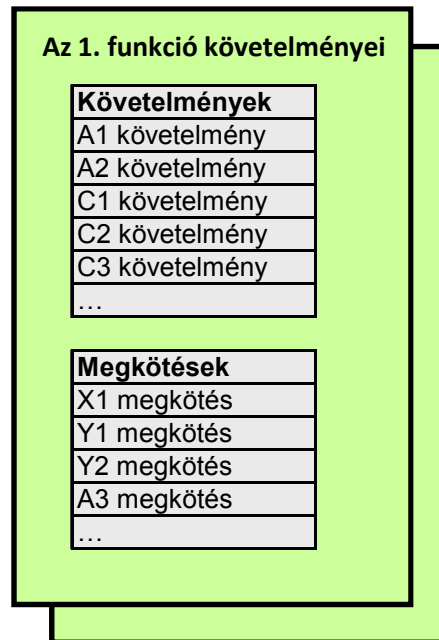 Az 1. funkció követelményei
Követelmények
A1 követelmény
A2 követelmény
C1 követelmény
C2 követelmény
C3 követelmény
…
Megkötések
X1 megkötés
Y1 megkötés
Y2 megkötés
A3 megkötés
…